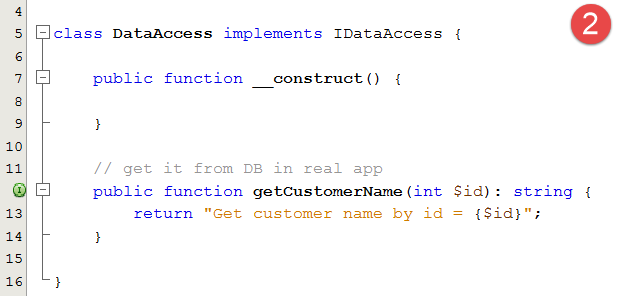 4
5 class DataAccess implements IDataAccess {
6
7 public function __construct() {
8
9 }
10
11 // get it from DB in real app
public function getCustomerName(int $id): string {
13 return "Get customer name by id = {$id}";
14 }
15
16 }
2